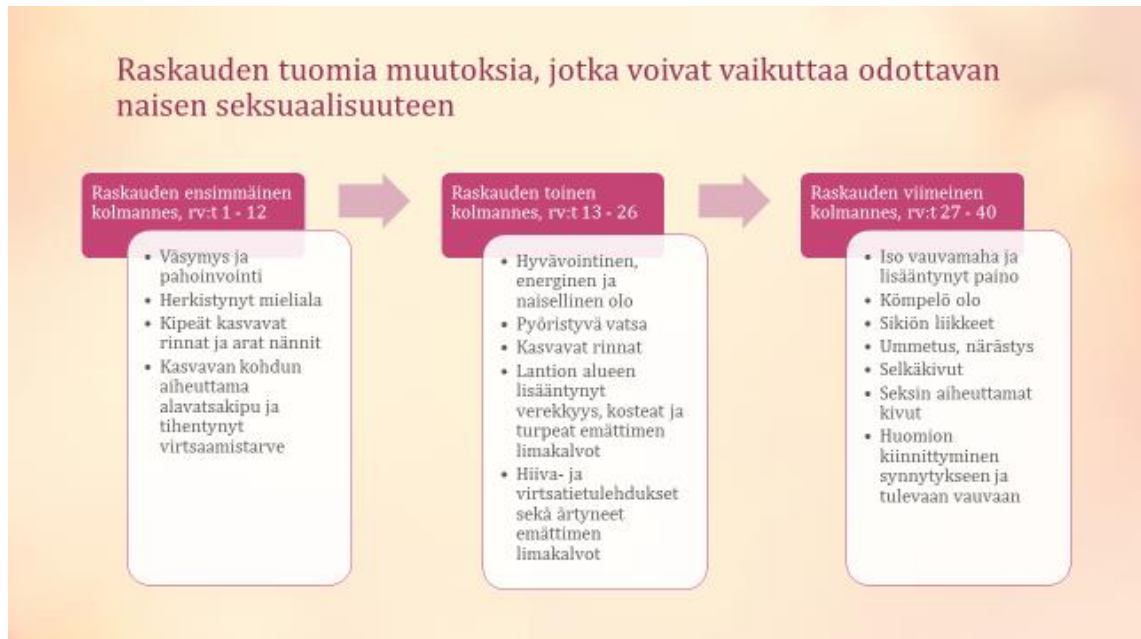 Raskauden tuomia muutoksia, jotka voivat vaikuttaa odottavan
naisen seksuaalisuuteen
Raskauden ensimmäinen
kolmannes, rv:t 1 - 12
• Väsymys ja
pahoinvointi
• Herkistynyt mieliala
• Kipeät kasvavat
rinnat ja arat nännit
• Kasvavan kohdun
aiheuttama
alavatsakipu ja
tihentynyt
virtsaamistarve
Raskauden toinen
kolmannes, rv:t 13 - 26
• Hyvävointinen,
energinen ja
naisellinen olo
• Pyöristyvä vatsa
• Kasvavat rinnat
• Lantion alueen
lisääntynyt
verekkyys, kosteat ja
turpeat emättimen
limakalvot
• Hiiva- ja
virtsatietulehdukset
sekä ärtyneet
emättimen
limakalvot
Raskauden viimeinen
kolmannes, rv:t 27 - 40
• Iso vauvamaha ja
lisääntynyt paino
• Kömpelö olo
• Sikiön liikkeet
• Ummetus, närästys
• Selkäkivut
• Seksin aiheuttamat
kivut
• Huomion
kiinnittyminen
synnytykseen ja
tulevaan vauvaan